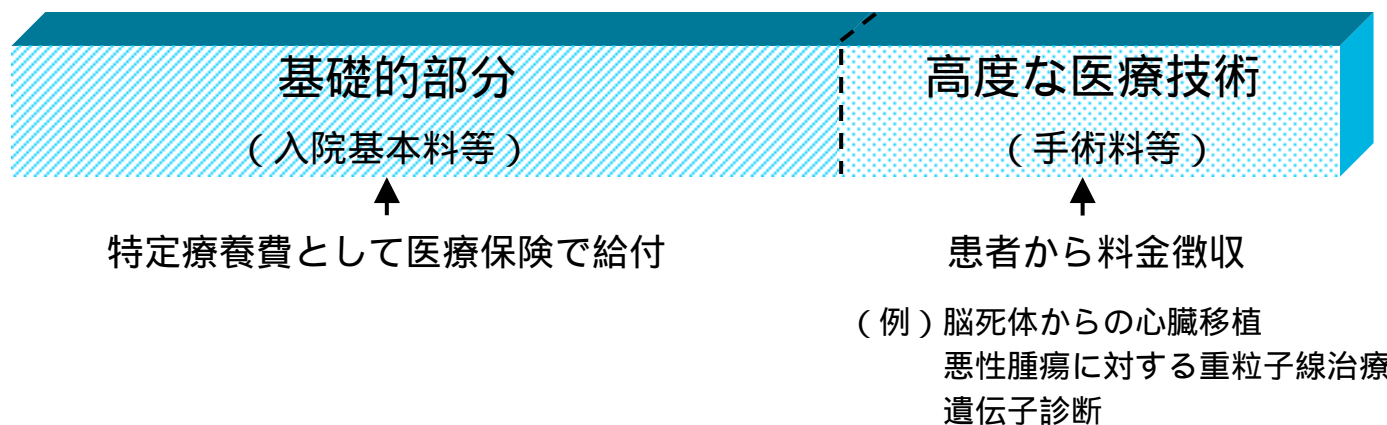 基礎的部分
（入院基本料等）
高度な医療技術
（手術料等）
特定療養費として医療保険で給付
患者から料金徴収
（例）脳死体からの心臓移植
悪性腫瘍に対する重粒子線治療
遺伝子診断